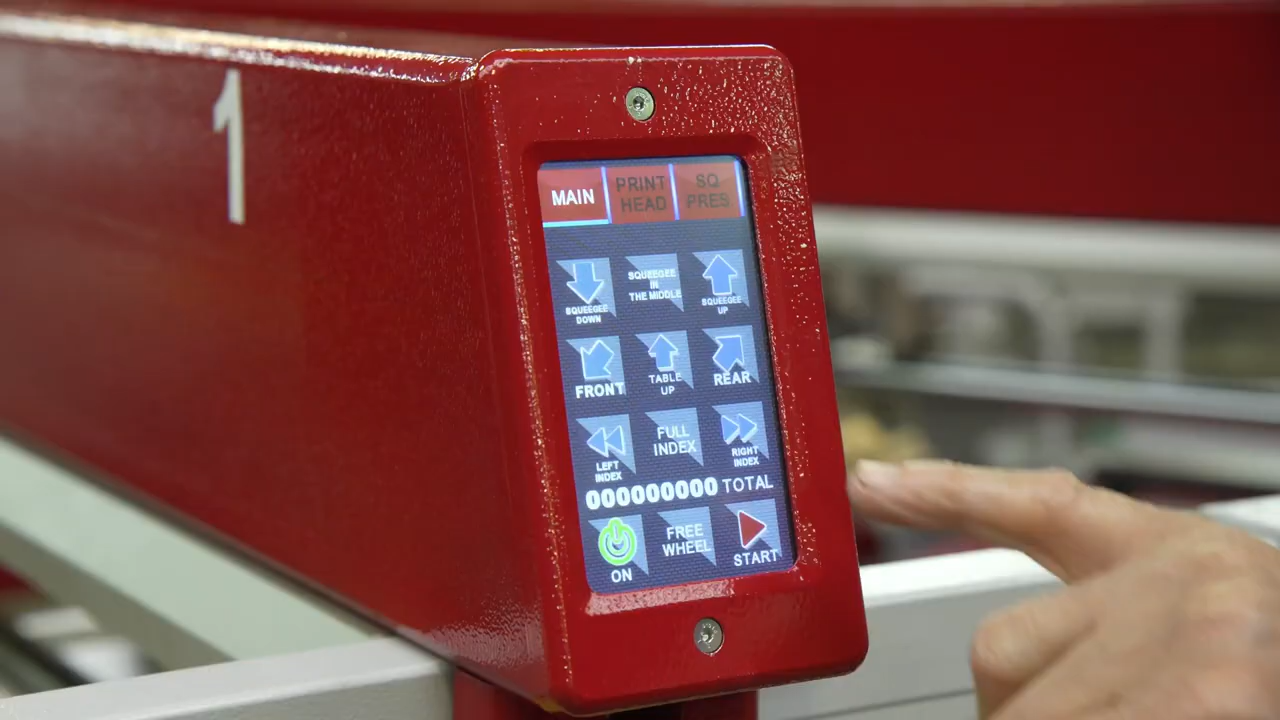 1
MAIN
PRINT
HEAD
SQ
PRES.
SQUEEGEE
DOWN
SQUEEGEE
IN
THE MIDDLE
SQUEEGEE
UP
FRONT
TABLE
UP
REAR
LEFT
INDEX
FULL
INDEX
RIGHT
INDEX
000000000 TOTAL
ON
FREE
WHEEL
START